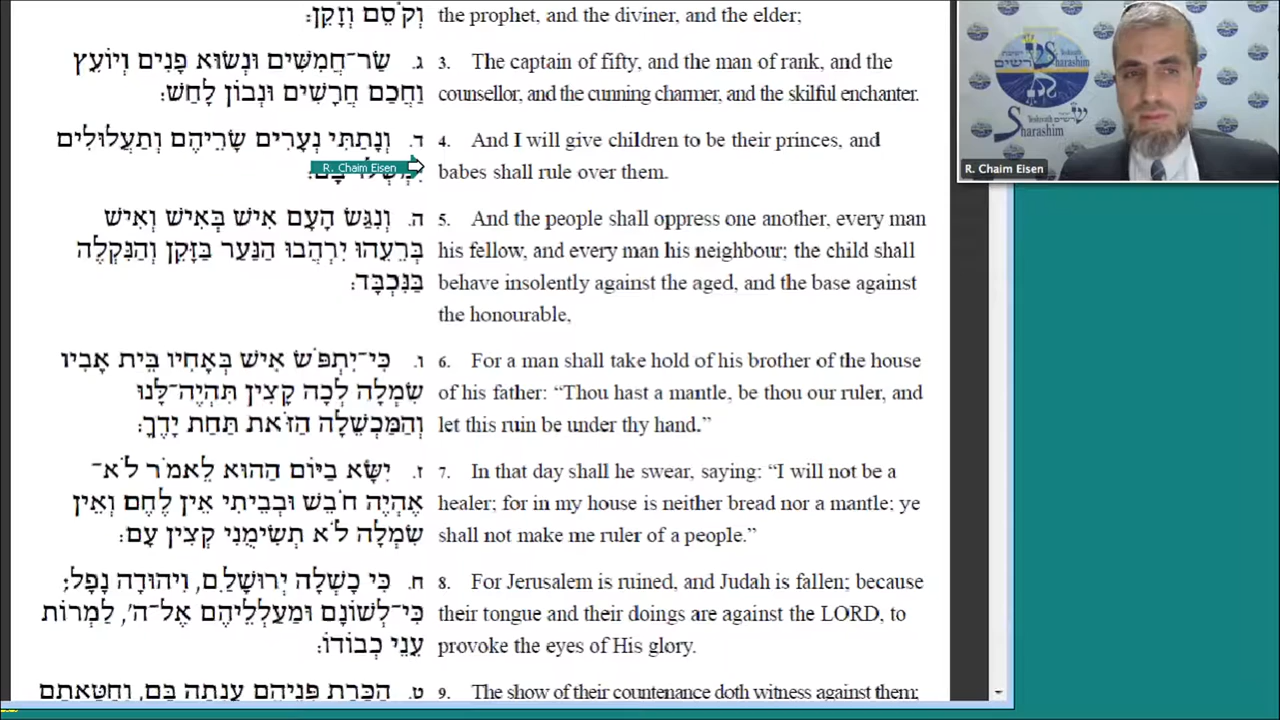 וְקֹסֵם וְזָקֵן:
the prophet, and the diviner, and the elder;
ג. שַׂר־חֲמִשִּׁים וּנְשׂוּא פָנִים וְיוֹעֵץ
וַחֲכַם חֲרָשִׁים וּנְבוֹן לָחַשׁ:
3. The captain of fifty, and the man of rank, and the
counsellor, and the cunning charmer, and the skilful enchanter.
ד. וְנָתַתִּי נְעָרִים שָׂרֵיהֶם וְתַעֲלוּלִים
R. Chaim Eisen
4. And I will give children to be their princes, and
babes shall rule over them.
ה. וְנִגַּשׂ הָעָם אִישׁ בְּאִישׁ וְאִישׁ
בְּרֵעֵהוּ יִרְהֲבוּ הַנַּעַר בַּזָּקֵן וְהַנִּקְלֶה
בַּנִּכְבָּד:
5. And the people shall oppress one another, every man
his fellow, and every man his neighbour; the child shall
behave insolently against the aged, and the base against
the honourable,
ו. כִּי־יִתְפֹּשׂ אִישׁ בְּאָחִיו בֵּית אָבִיו
שִׂמְלָה לְכָה קָצִין תִּהְיֶה־לָּנוּ
וְהַמַּכְשֵׁלָה הַזֹּאת תַּחַת יָדֶךָ:
6. For a man shall take hold of his brother of the house
of his father: “Thou hast a mantle, be thou our ruler, and
let this ruin be under thy hand.”
ז. יִשָּׂא בַיּוֹם הַהוּא לֵאמֹר לֹא־
אֶהְיֶה חֹבֵשׁ וּבְבֵיתִי אֵין לֶחֶם וְאֵין
שִׂמְלָה לֹא תְשִׂימֻנִי קְצִין עָם:
7. In that day shall he swear, saying: “I will not be a
healer; for in my house is neither bread nor a mantle; ye
shall not make me ruler of a people.”
ח. כִּי כָשְׁלָה יְרוּשָׁלַ‍ִם, וִיהוּדָה נָפָל;
כִּי־לְשׁוֹנָם וּמַעַלְלֵיהֶם אֶל־ה', לַמְרוֹת
עֵנֵי כְבוֹדוֹ:
8. For Jerusalem is ruined, and Judah is fallen; because
their tongue and their doings are against the LORD, to
provoke the eyes of His glory.
ט. הַכָּרַת פְּנֵיהֶם עָנְתָה בָּם, וְחַטָּאתָם
9. The show of their countenance doth witness against them;
Yeshivath
Sharashim
R. Chaim Eisen